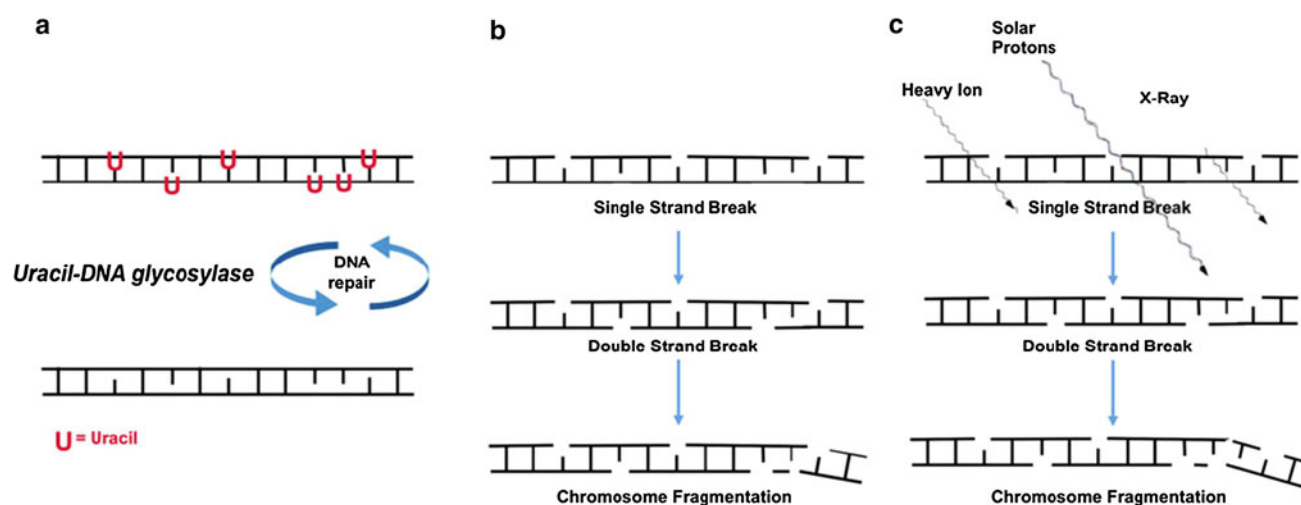 a
U U U
U U U
Uracil-DNA glycosylase
DNA
repair
U = Uracil
b
Single Strand Break
Double Strand Break
Chromosome Fragmentation
c
Solar
Protons
Heavy Ion
X-Ray
Single Strand Break
Double Strand Break
Chromosome Fragmentation